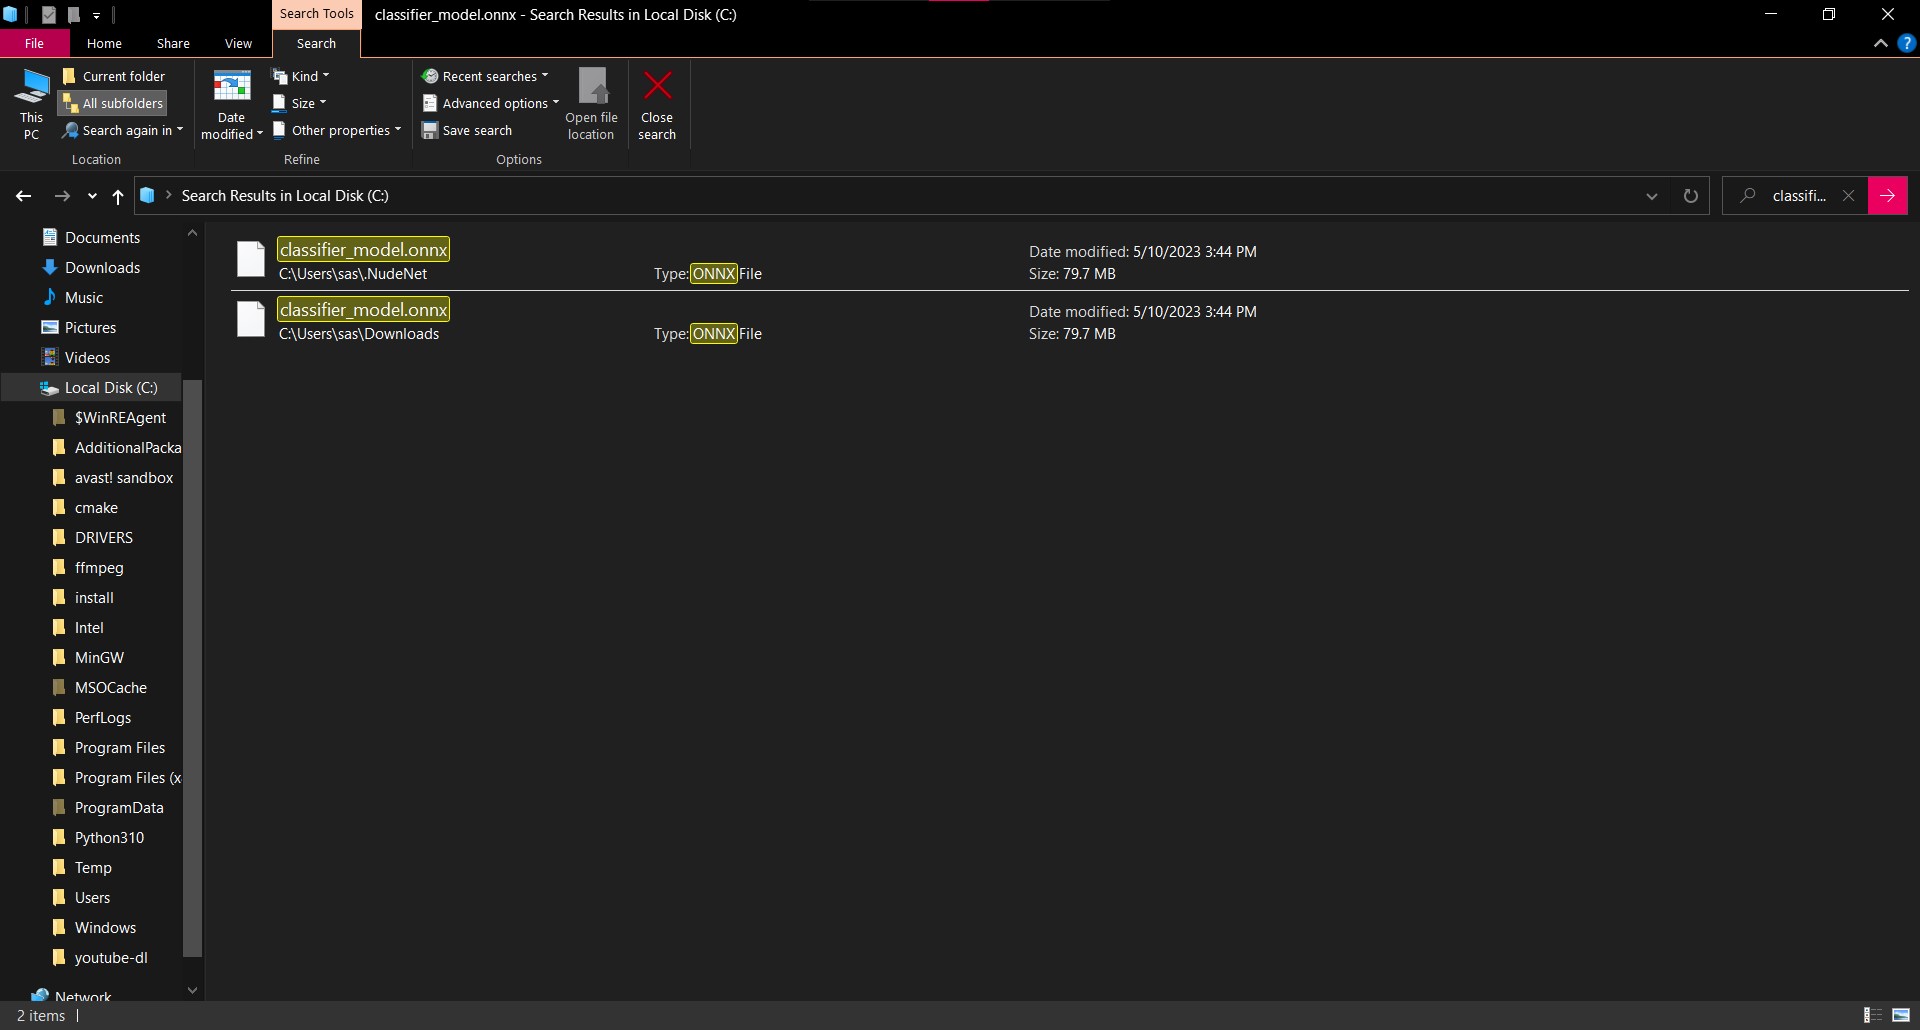 Search Tools
classifier_model.onnx - Search Results in Local Disk (C:)
File
Home
Share
View
Search
?
This PC
Current folder
All subfolders
Search again in
Location
Date modified
Kind
Size
Other properties
Refine
Recent searches
Advanced options
Save search
Open file location
Options
Close search
Search Results in Local Disk (C:)
classifi...
Documents
Downloads
Music
Pictures
Videos
Local Disk (C:)
$WinREAgent
AdditionalPacka
avast! sandbox
cmake
DRIVERS
ffmpeg
install
Intel
MinGW
MSOCache
PerfLogs
Program Files
Program Files (x
ProgramData
Python310
Temp
Users
Windows
youtube-dl
Network
classifier_model.onnx
Date modified: 5/10/2023 3:44 PM
C:\Users\sas\.NudeNet
Type: ONNX File
Size: 79.7 MB
classifier_model.onnx
Date modified: 5/10/2023 3:44 PM
C:\Users\sas\Downloads
Type: ONNX File
Size: 79.7 MB
2 items